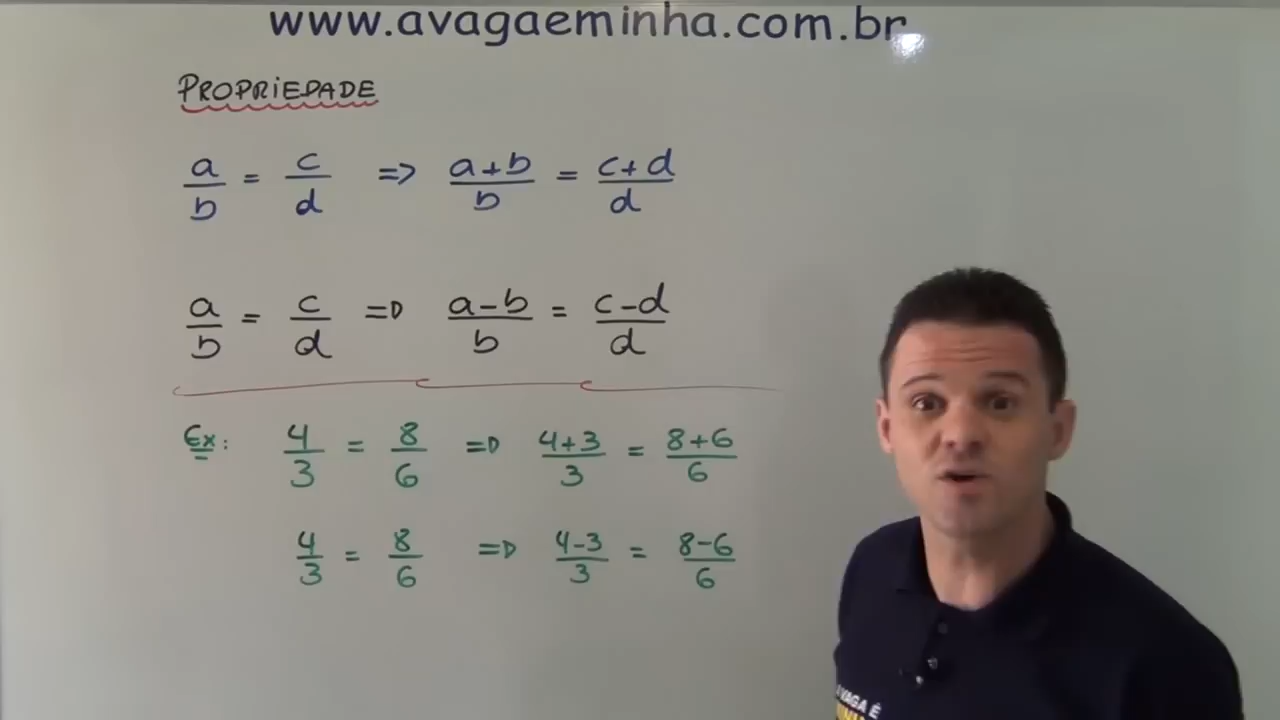 www.avagaeminha.com.br
PROPRIEDADE
a/b = c/d => a+b/b = c+d/d
a/b = c/d => a-b/b = c-d/d
Ex: 4/3 = 8/6 => 4+3/3 = 8+6/6
4/3 = 8/6 => 4-3/3 = 8-6/6
A VAGA É